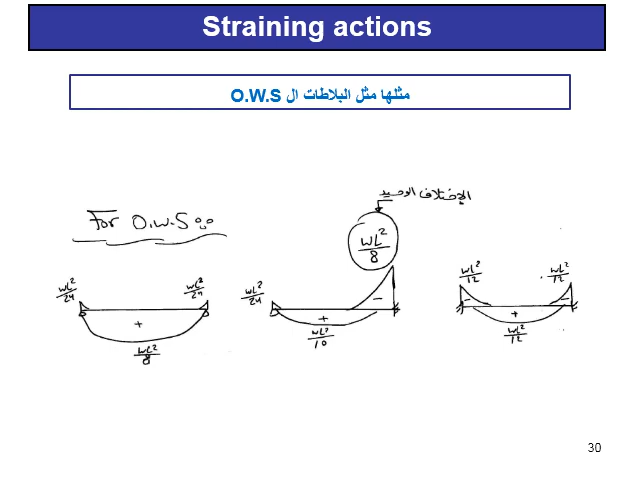 Straining actions
مثلها مثل البلاطات ال O.W.S
الإختلاف الوحيد
For O.W.S
wL²/8
wL²/24
wL²/24
+
wL²/8
wL²/24
+
-
wL²/10
wL²/12
wL²/12
-
-
+
wL²/12
30